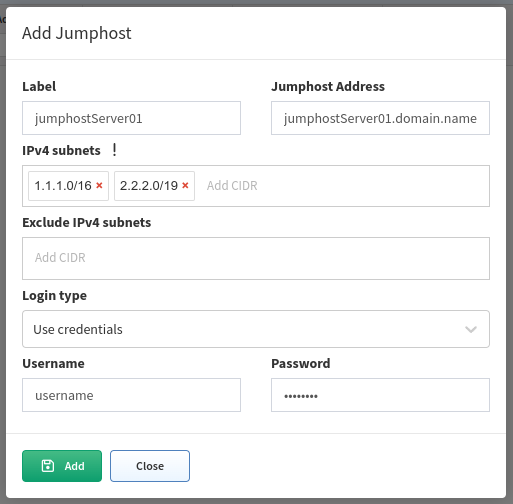 Add Jumphost
Label Jumphost Address
jumphostServer01 jumphostServer01.domain.name
IPv4 subnets !
1.1.1.0/16 × 2.2.2.0/19 × Add CIDR
Exclude IPv4 subnets
Add CIDR
Login type
Use credentials
Username Password
username ••••••••
Add Close